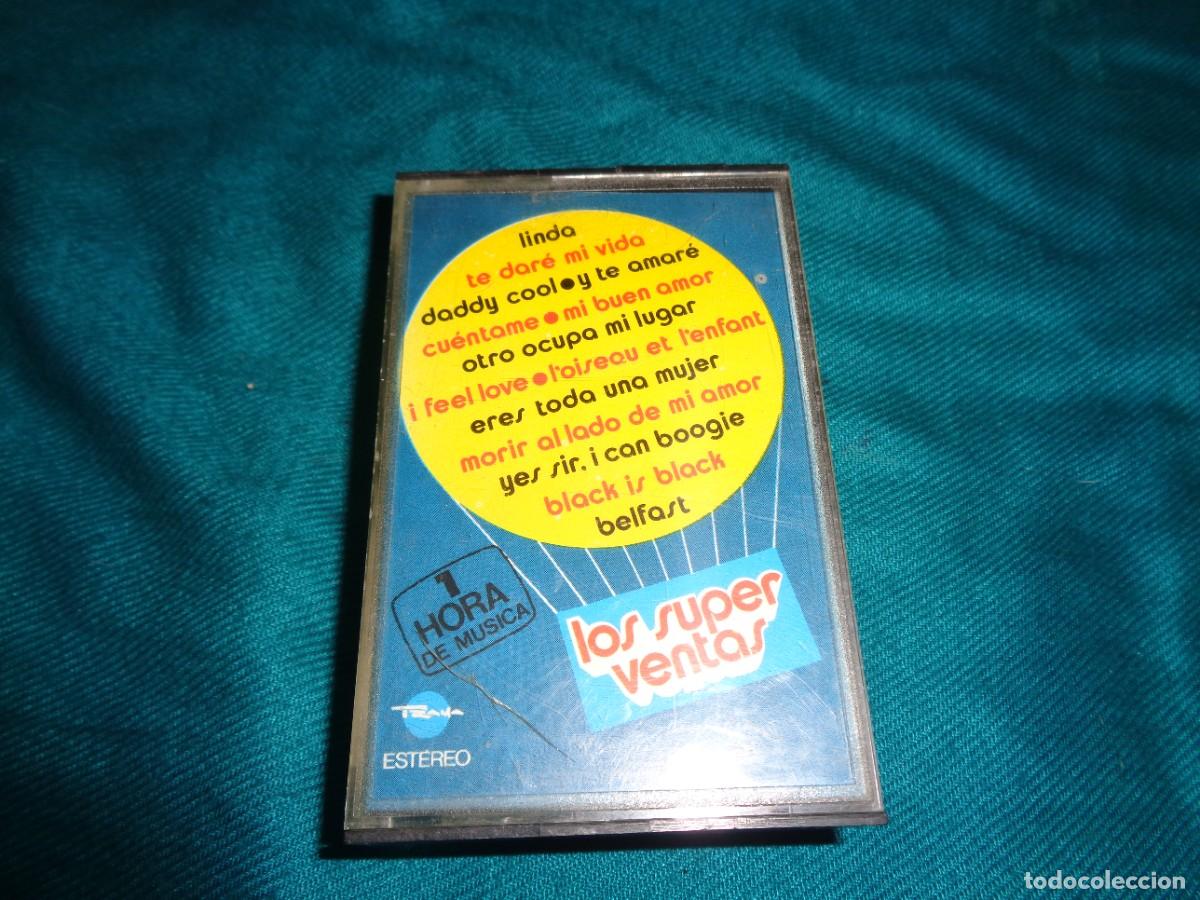 linda
te daré mi vida
daddy cool • y te amaré
cuéntame • mi buen amor
otro ocupa mi lugar
i feel love • l'oiseau et l'enfant
eres toda una mujer
morir al lado de mi amor
yes sir, i can boogie
black is black
belfast
1
HORA
DE MUSICA
los super
ventas
ESTÉREO
todocoleccion